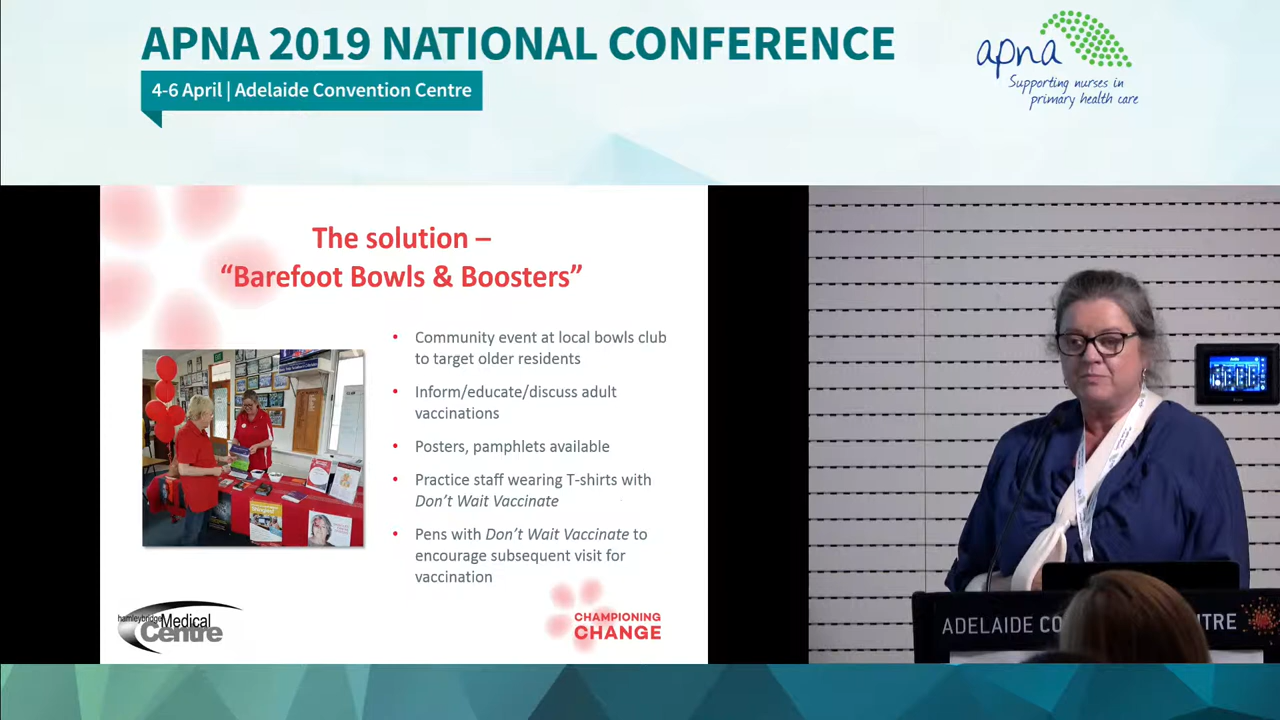 APNA 2019 NATIONAL CONFERENCE
4-6 April | Adelaide Convention Centre
apna
Supporting nurses in
primary health care
The solution –
“Barefoot Bowls & Boosters”
• Community event at local bowls club
to target older residents
• Inform/educate/discuss adult
vaccinations
• Posters, pamphlets available
• Practice staff wearing T-shirts with
Don’t Wait Vaccinate
• Pens with Don’t Wait Vaccinate to
encourage subsequent visit for
vaccination
hamleybridge Medical
Centre
CHAMPIONING
CHANGE
ADELAIDE CO TRE